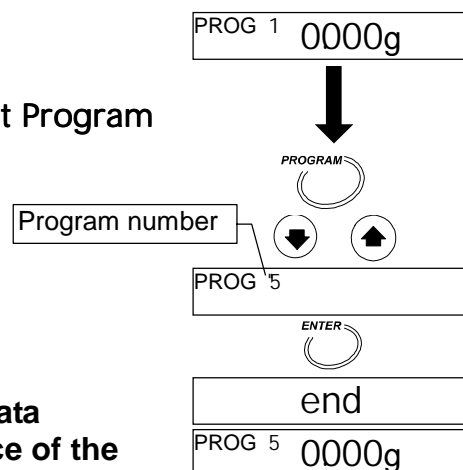 PROG 1 0000g
t Program
PROGRAM
Program number
PROG 5
ENTER
end
ata
PROG 5 0000g
ce of the